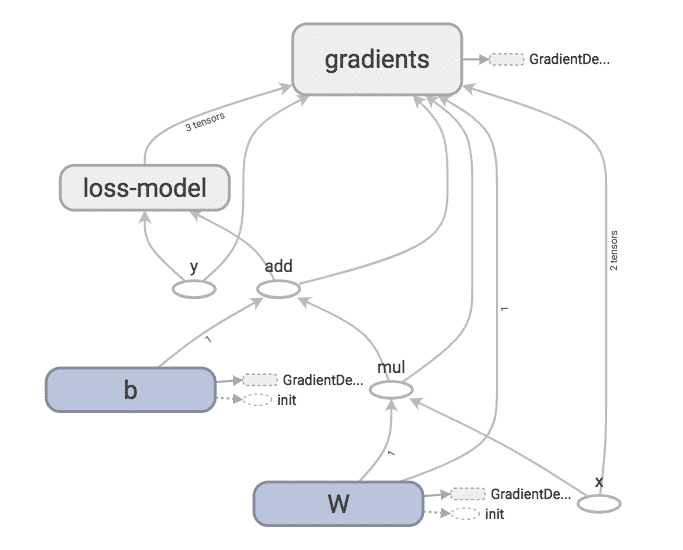 gradients
GradientDe...
3 tensors
loss-model
2 tensors
y
add
1
1
mul
b
GradientDe...
init
1
x
W
GradientDe...
init